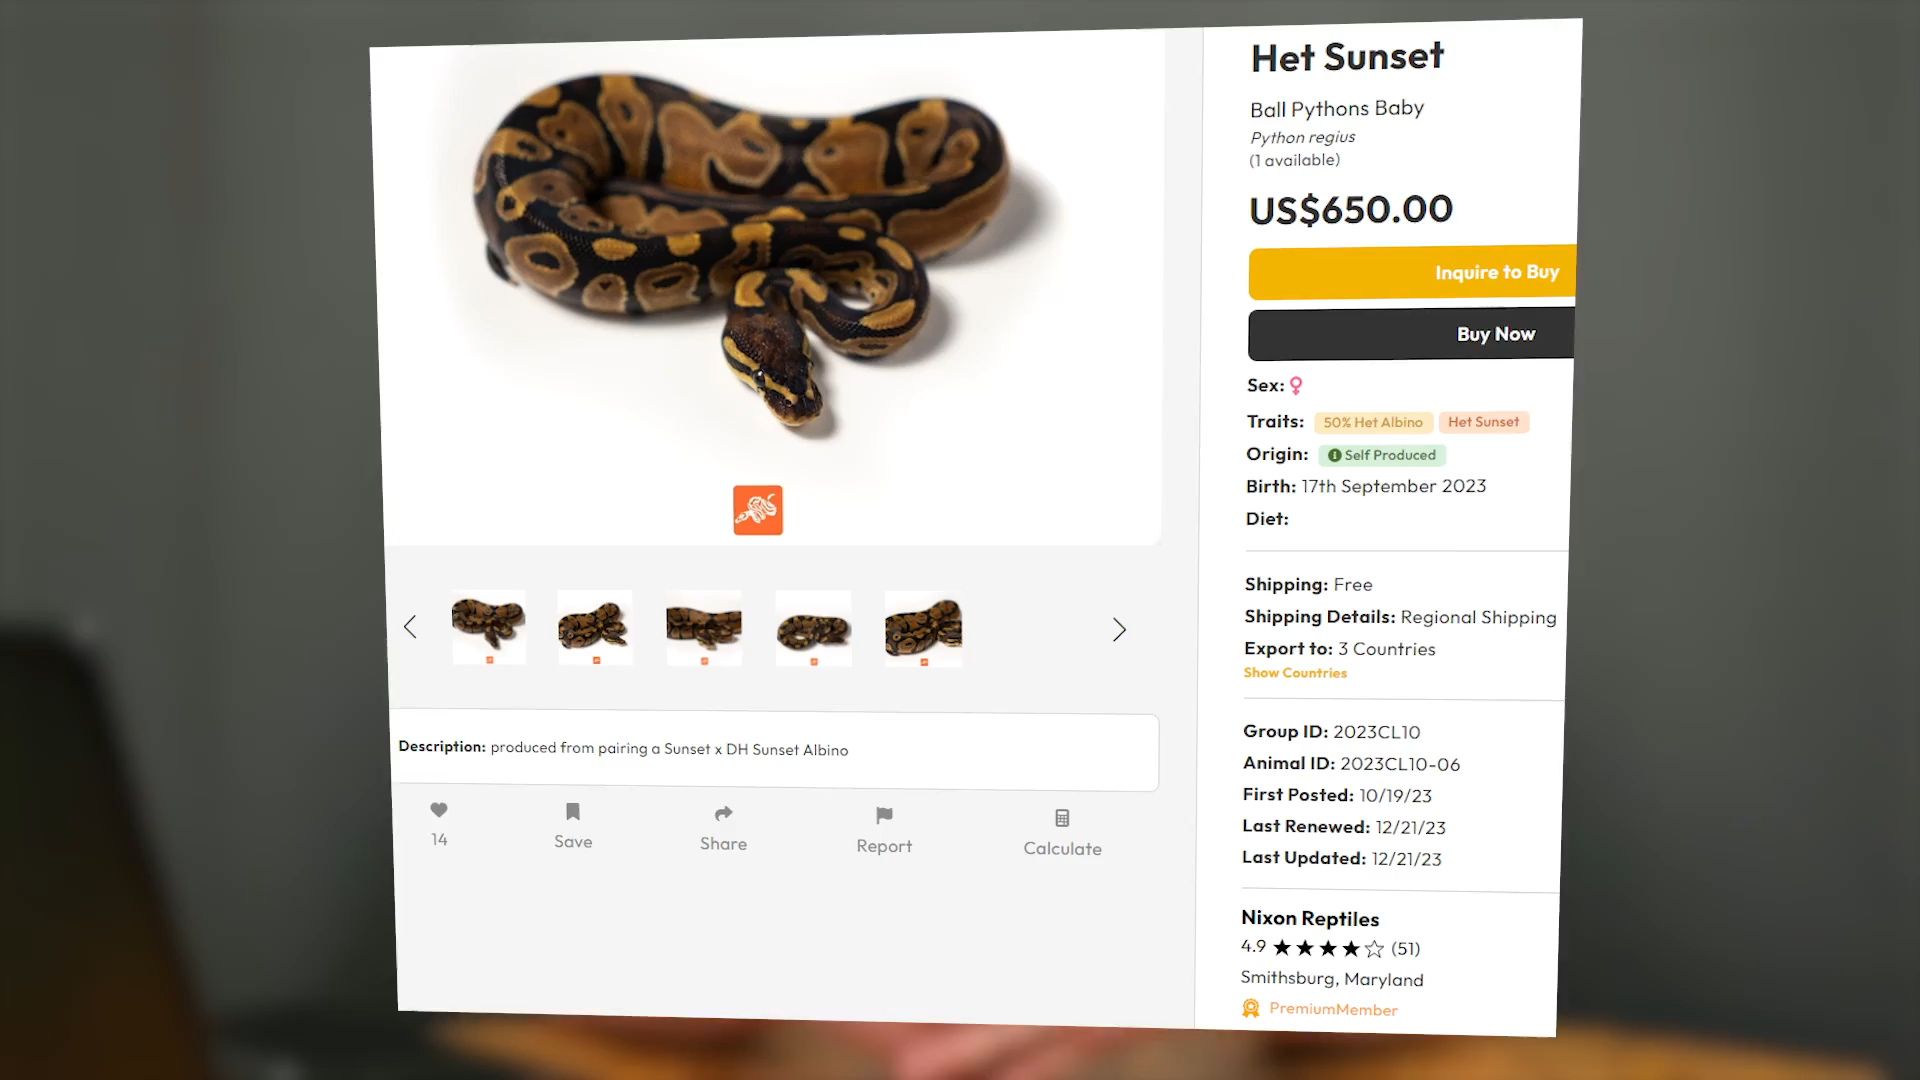 Het Sunset
Ball Pythons Baby
Python regius
(1 available)
US$650.00
Inquire to Buy
Buy Now
Sex:
Traits: 50% Het Albino Het Sunset
Origin: Self Produced
Birth: 17th September 2023
Diet:
Shipping: Free
Shipping Details: Regional Shipping
Export to: 3 Countries
Show Countries
Group ID: 2023CL10
Animal ID: 2023CL10-06
First Posted: 10/19/23
Last Renewed: 12/21/23
Last Updated: 12/21/23
Nixon Reptiles
4.9 (51)
Smithsburg, Maryland
PremiumMember
Description: produced from pairing a Sunset x DH Sunset Albino
14
Save
Share
Report
Calculate